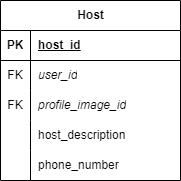 Host
PK host_id
FK user_id
FK profile_image_id
host_description
phone_number